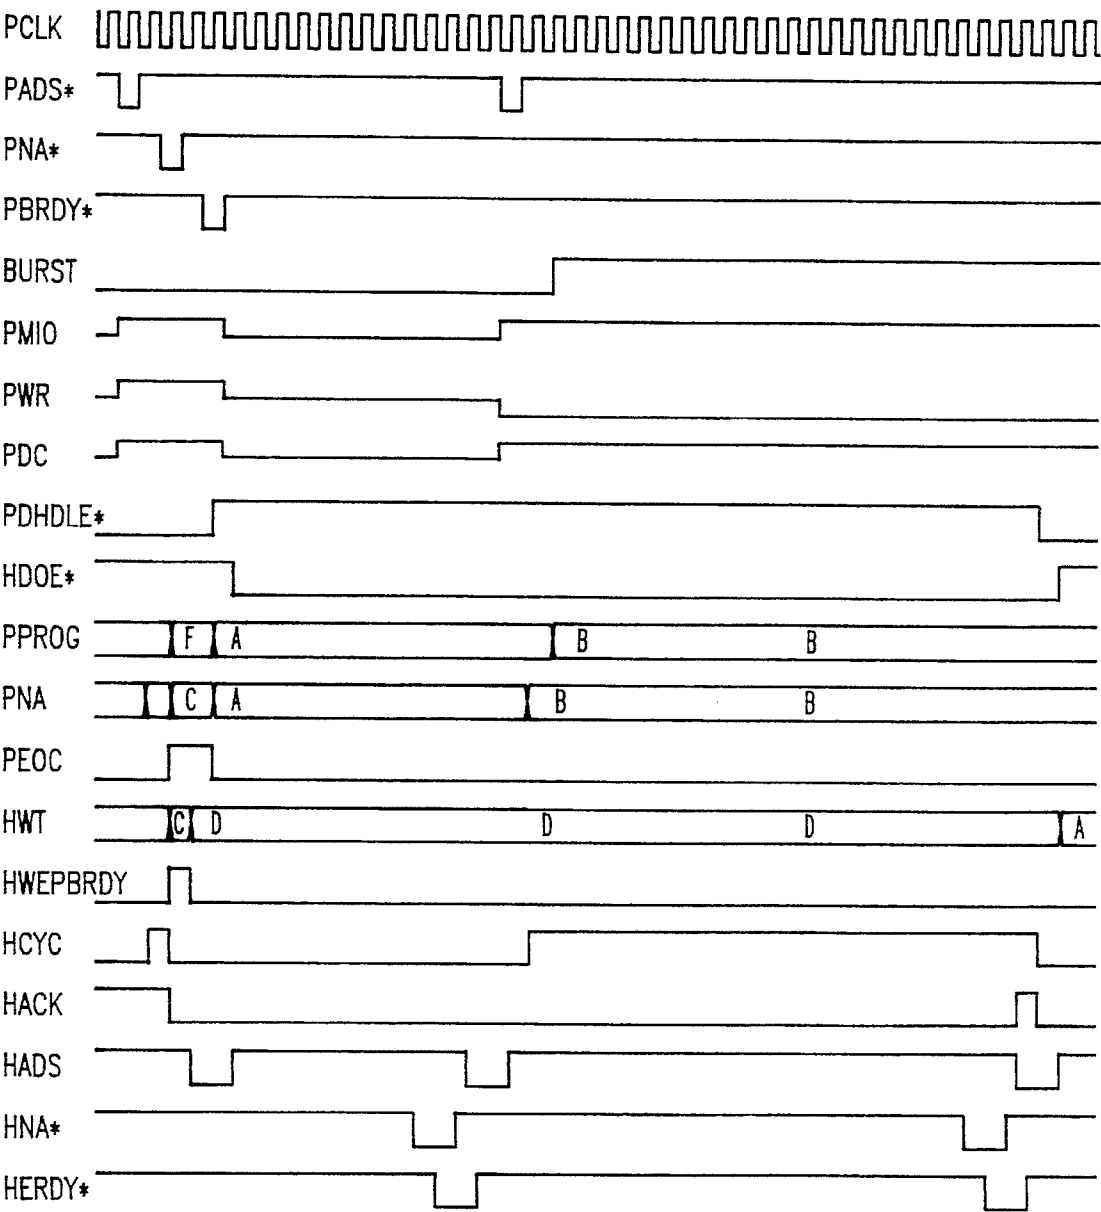 PCLK
PADS*
PNA*
PBRDY*
BURST
PMIO
PWR
PDC
PDHDLE*
HDOE*
PPROG F A B B
PNA C A B B
PEOC
HWT C D D D A
HWEPBRDY
HCYC
HACK
HADS
HNA*
HERDY*